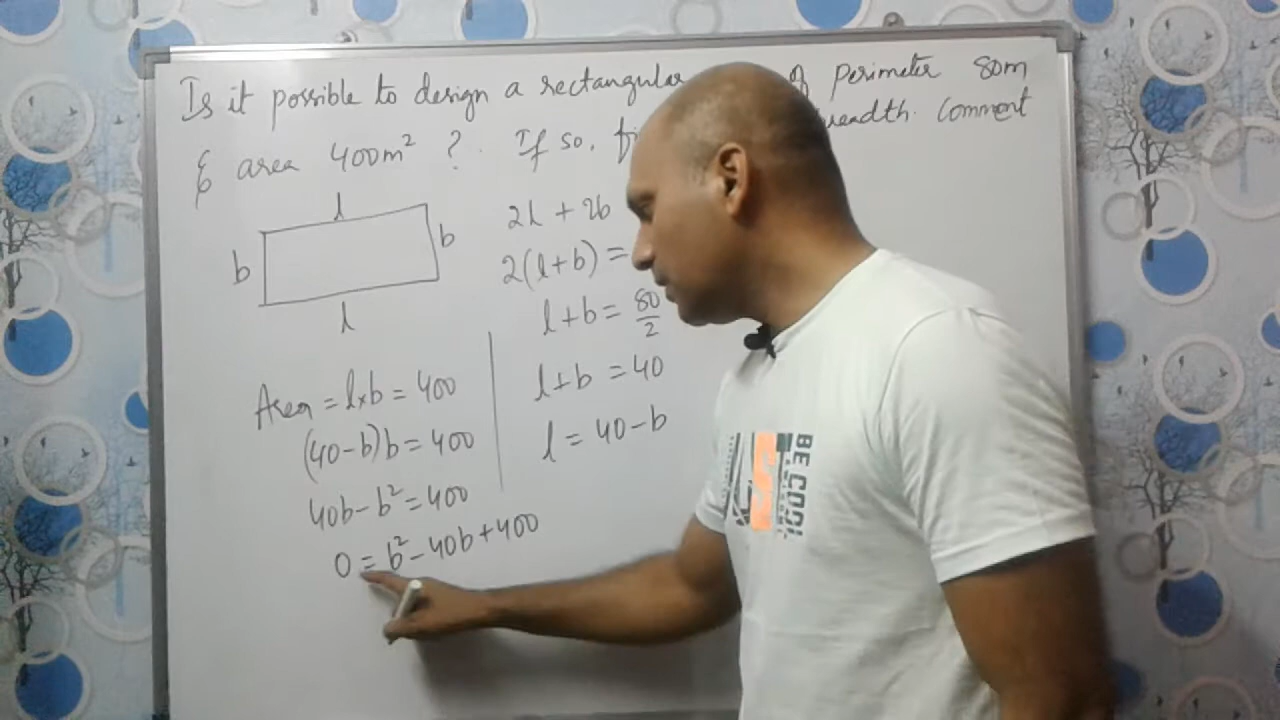 Is it possible to design a rectangular of perimeter 80m
& area 400m² ? If so, breadth. Comment
l
b
b
l
2l + 2b
2(l+b) =
l+b = 80/2
l+b = 40
l = 40-b
Area = l×b = 400
(40-b)b = 400
40b-b² = 400
0 = b²-40b+400
BE COOL